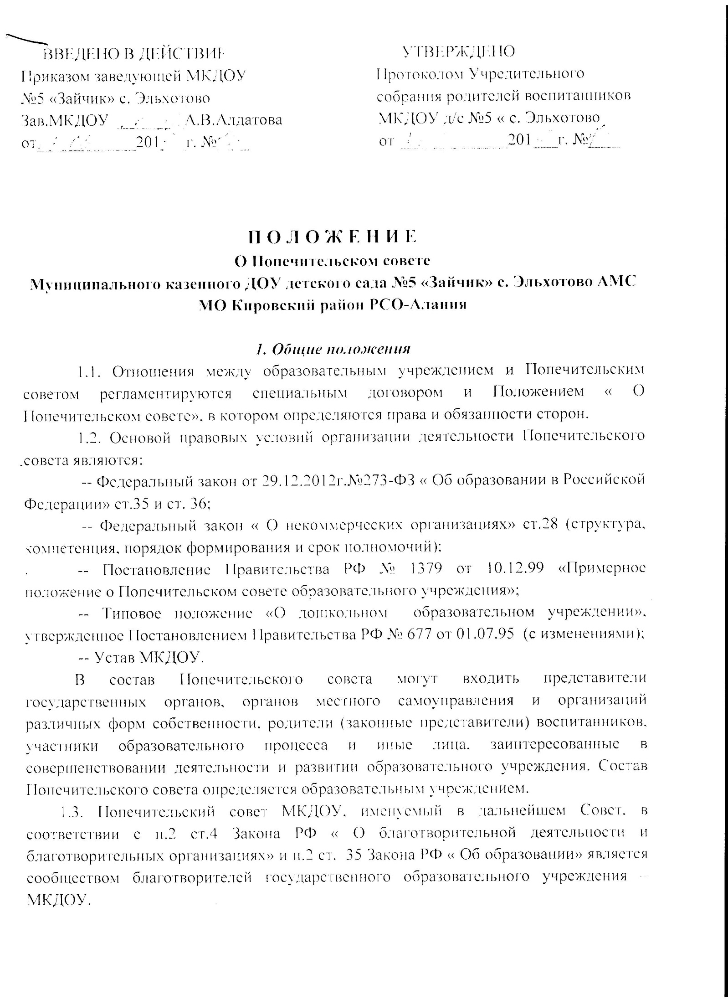 ВВЕДЕНО В ДЕЙСТВИЕ
Приказом заведующей МКДОУ
№5 «Зайчик» с. Эльхотово
Зав.МКДОУ А.В.Алдатова
от 201 г. №
УТВЕРЖДЕНО
Протоколом Учредительного
собрания родителей воспитанников
МКДОУ д/с №5 « с. Эльхотово
от 201 г. №
П О Л О Ж Е Н И Е
О Попечительском совете
Муниципального казенного ДОУ детского сада №5 «Зайчик» с. Эльхотово АМС
МО Кировский район РСО-Алания
1. Общие положения
1.1. Отношения между образовательным учреждением и Попечительским
советом регламентируются специальным договором и Положением « О
Попечительском совете», в котором определяются права и обязанности сторон.
1.2. Основой правовых условий организации деятельности Попечительского
совета являются:
-- Федеральный закон от 29.12.2012г.№273-ФЗ « Об образовании в Российской
Федерации» ст.35 и ст. 36;
-- Федеральный закон « О некоммерческих организациях» ст.28 (структура,
компетенция, порядок формирования и срок полномочий);
-- Постановление Правительства РФ № 1379 от 10.12.99 «Примерное
положение о Попечительском совете образовательного учреждения»;
-- Типовое положение «О дошкольном образовательном учреждении»,
утвержденное Постановлением Правительства РФ № 677 от 01.07.95 (с изменениями);
-- Устав МКДОУ.
В состав Попечительского совета могут входить представители
государственных органов, органов местного самоуправления и организаций
различных форм собственности, родители (законные представители) воспитанников,
участники образовательного процесса и иные лица, заинтересованные в
совершенствовании деятельности и развитии образовательного учреждения. Состав
Попечительского совета определяется образовательным учреждением.
1.3. Попечительский совет МКДОУ, именуемый в дальнейшем Совет, в
соответствии с п.2 ст.4 Закона РФ « О благотворительной деятельности и
благотворительных организациях» и п.2 ст. 35 Закона РФ « Об образовании» является
сообществом благотворителей государственного образовательного учреждения –
МКДОУ.